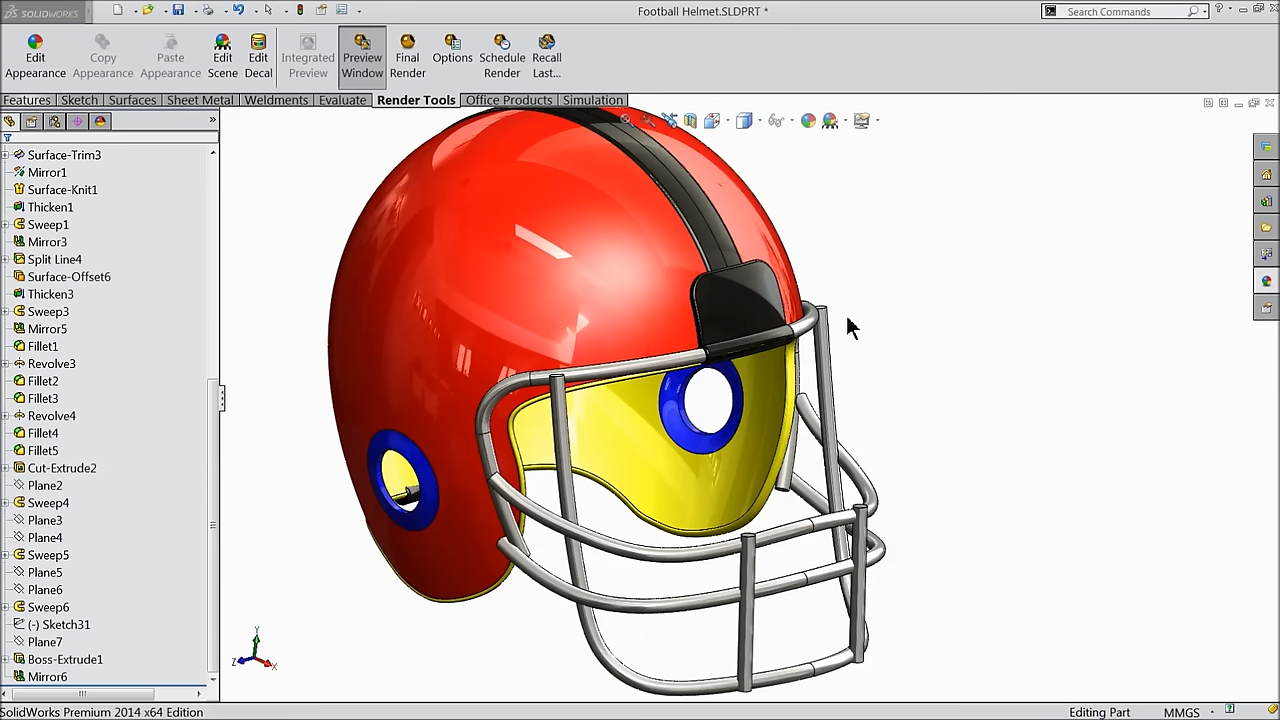 SOLIDWORKS
Football Helmet.SLDPRT *
Search Commands
Edit Appearance
Copy Appearance
Paste Appearance
Edit Scene
Edit Decal
Integrated Preview
Preview Window
Final Render
Options
Schedule Render
Recall Last...
Features Sketch Surfaces Sheet Metal Weldments Evaluate Render Tools Office Products Simulation
Surface-Trim3
Mirror1
Surface-Knit1
Thicken1
Sweep1
Mirror3
Split Line4
Surface-Offset6
Thicken3
Sweep3
Mirror5
Fillet1
Revolve3
Fillet2
Fillet3
Revolve4
Fillet4
Fillet5
Cut-Extrude2
Plane2
Sweep4
Plane3
Plane4
Sweep5
Plane5
Plane6
Sweep6
(-) Sketch31
Plane7
Boss-Extrude1
Mirror6
Y
Z
X
SolidWorks Premium 2014 x64 Edition
Editing Part
MMGS